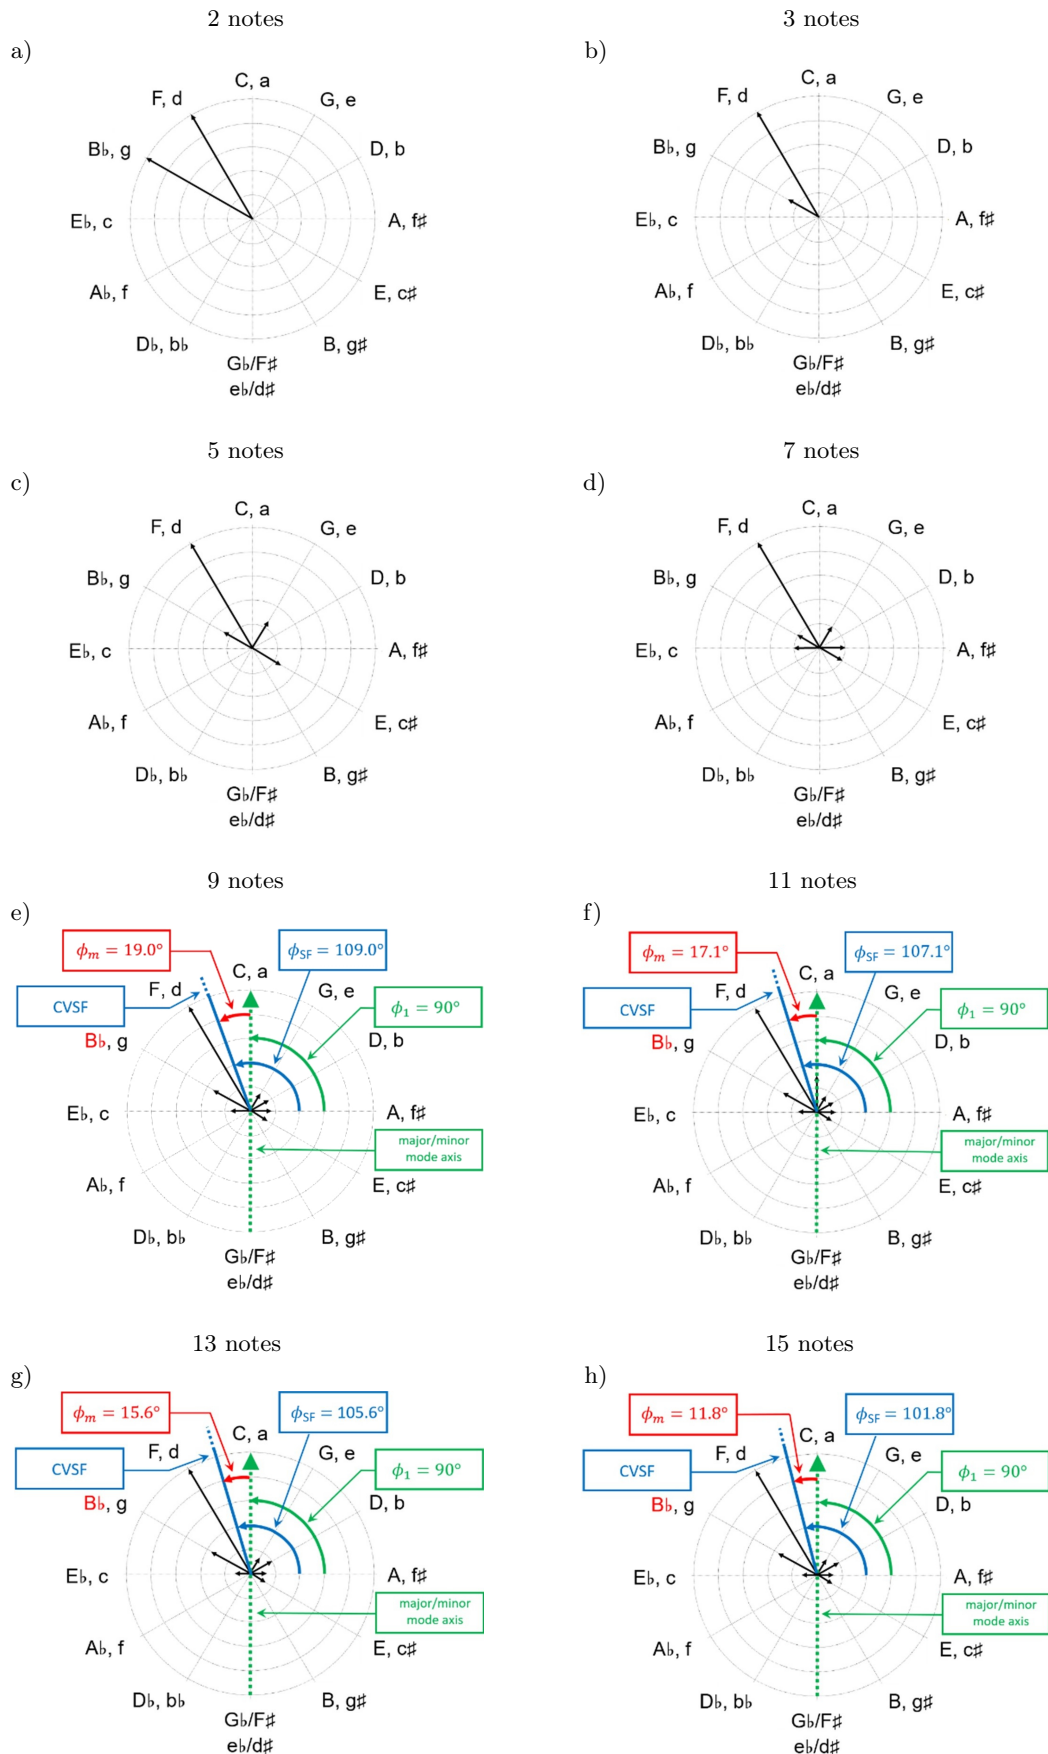 2 notes
3 notes
a)
b)
C, a
F, d
G, e
B♭, g
D, b
E♭, c
A, f♯
A♭, f
E, c♯
D♭, b♭
B, g♯
G♭/F♯
e♭/d♯
C, a
F, d
G, e
B♭, g
D, b
E♭, c
A, f♯
A♭, f
E, c♯
D♭, b♭
B, g♯
G♭/F♯
e♭/d♯
5 notes
7 notes
c)
d)
C, a
F, d
G, e
B♭, g
D, b
E♭, c
A, f♯
A♭, f
E, c♯
D♭, b♭
B, g♯
G♭/F♯
e♭/d♯
C, a
F, d
G, e
B♭, g
D, b
E♭, c
A, f♯
A♭, f
E, c♯
D♭, b♭
B, g♯
G♭/F♯
e♭/d♯
9 notes
11 notes
e)
f)
ϕm = 19.0°
ϕSF = 109.0°
C, a
F, d
G, e
CVSF
ϕ1 = 90°
B♭, g
D, b
E♭, c
A, f♯
major/minor
mode axis
A♭, f
E, c♯
D♭, b♭
B, g♯
G♭/F♯
e♭/d♯
ϕm = 17.1°
ϕSF = 107.1°
C, a
F, d
G, e
CVSF
ϕ1 = 90°
B♭, g
D, b
E♭, c
A, f♯
major/minor
mode axis
A♭, f
E, c♯
D♭, b♭
B, g♯
G♭/F♯
e♭/d♯
13 notes
15 notes
g)
h)
ϕm = 15.6°
ϕSF = 105.6°
C, a
F, d
G, e
CVSF
ϕ1 = 90°
B♭, g
D, b
E♭, c
A, f♯
major/minor
mode axis
A♭, f
E, c♯
D♭, b♭
B, g♯
G♭/F♯
e♭/d♯
ϕm = 11.8°
ϕSF = 101.8°
C, a
F, d
G, e
CVSF
ϕ1 = 90°
B♭, g
D, b
E♭, c
A, f♯
major/minor
mode axis
A♭, f
E, c♯
D♭, b♭
B, g♯
G♭/F♯
e♭/d♯